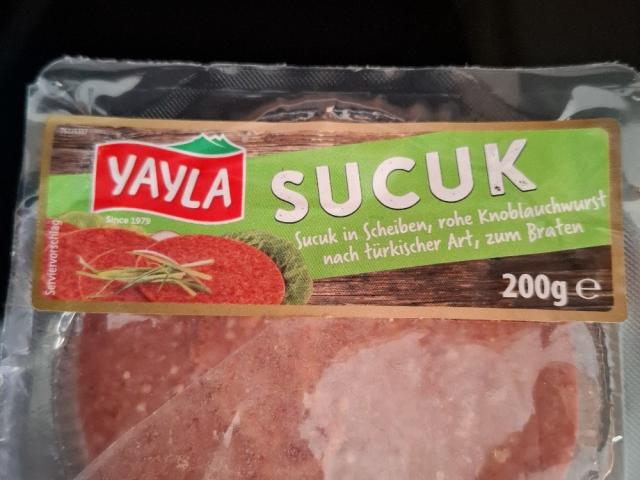 YAYLA
Since 1979
SUCUK
Sucuk in Scheiben, rohe Knoblauchwurst
nach türkischer Art, zum Braten
200g e
Serviervorschlag